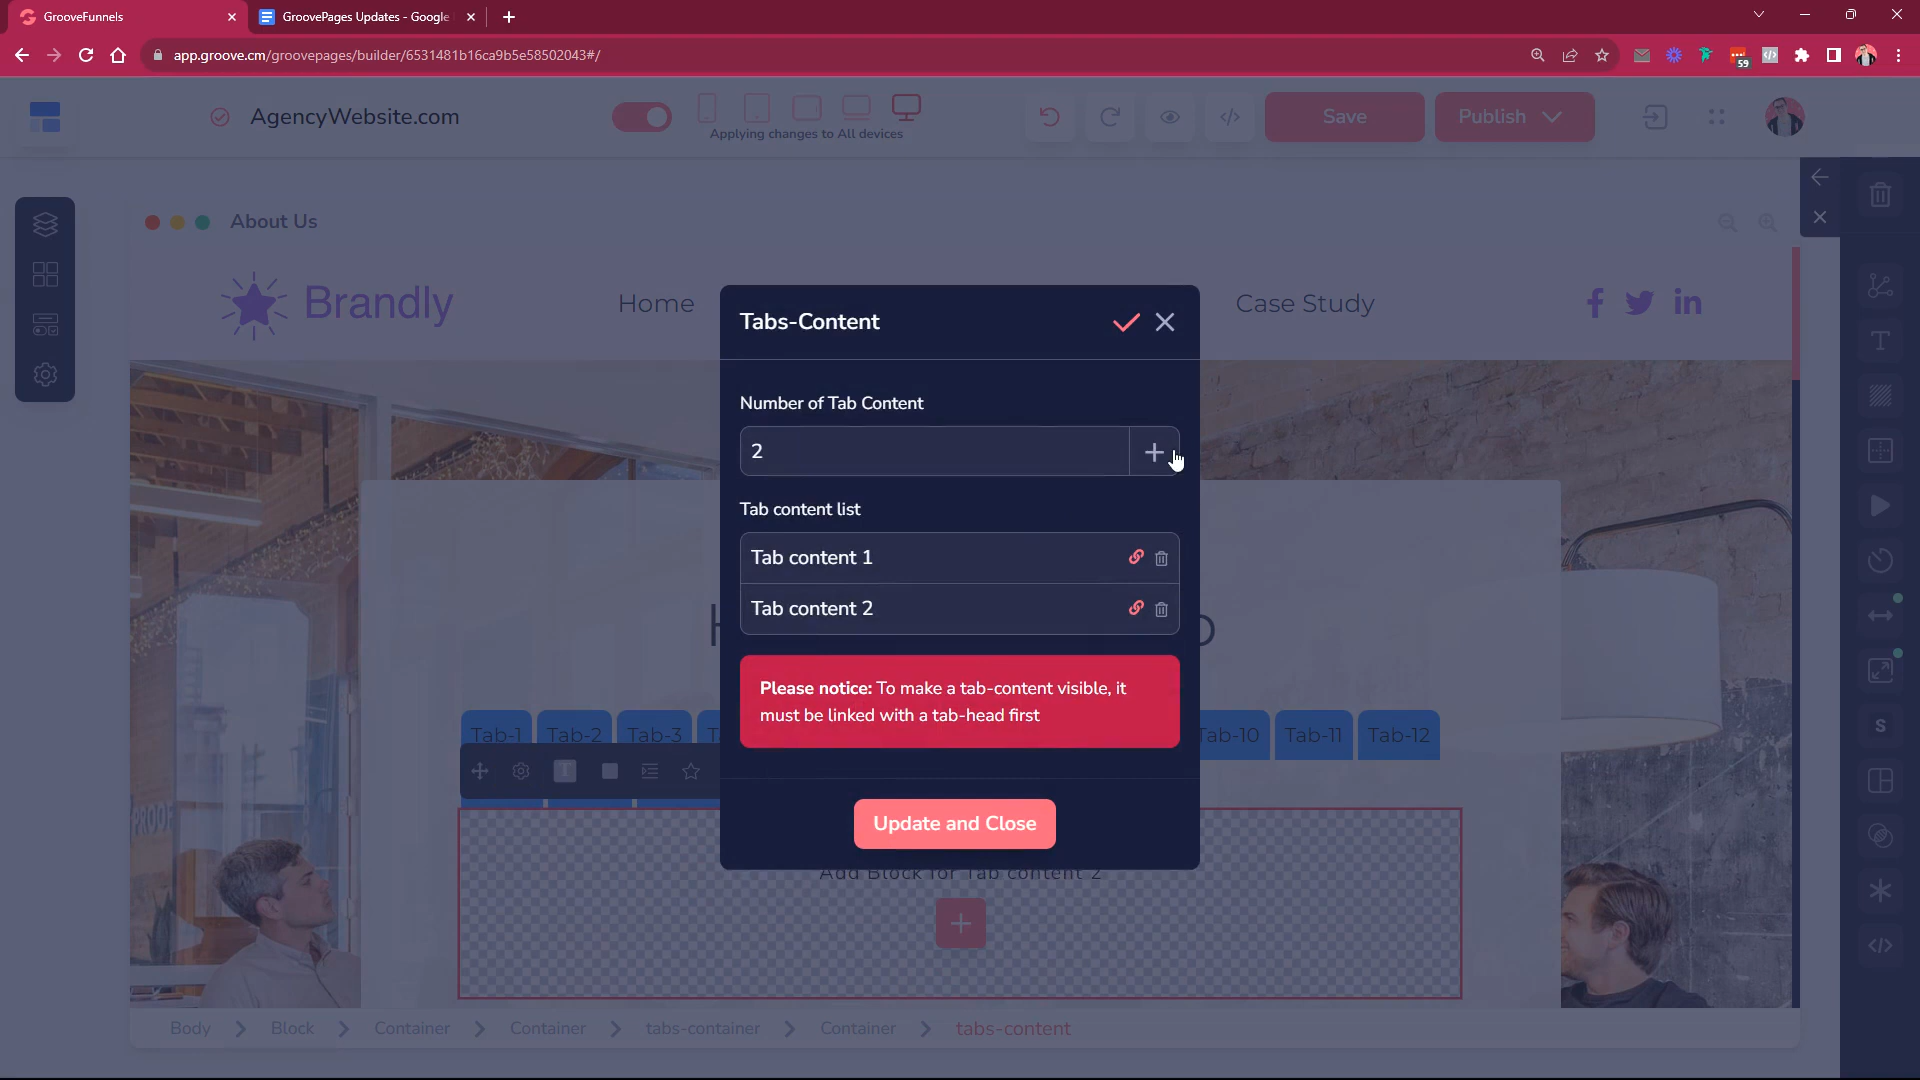 GrooveFunnels
GroovePages Updates - Google
app.groove.cm/groovepages/builder/6531481b16ca9b5e58502043#/
59
AgencyWebsite.com
Applying changes to All devices
Save
Publish
About Us
Brandly
Home
Case Study
Tabs-Content
Number of Tab Content
2
Tab content list
Tab content 1
Tab content 2
Please notice: To make a tab-content visible, it
must be linked with a tab-head first
Tab-1 Tab-2 Tab-3 Tab-10 Tab-11 Tab-12
Update and Close
Add Block for Tab content 2
Body Block Container Container tabs-container Container tabs-content